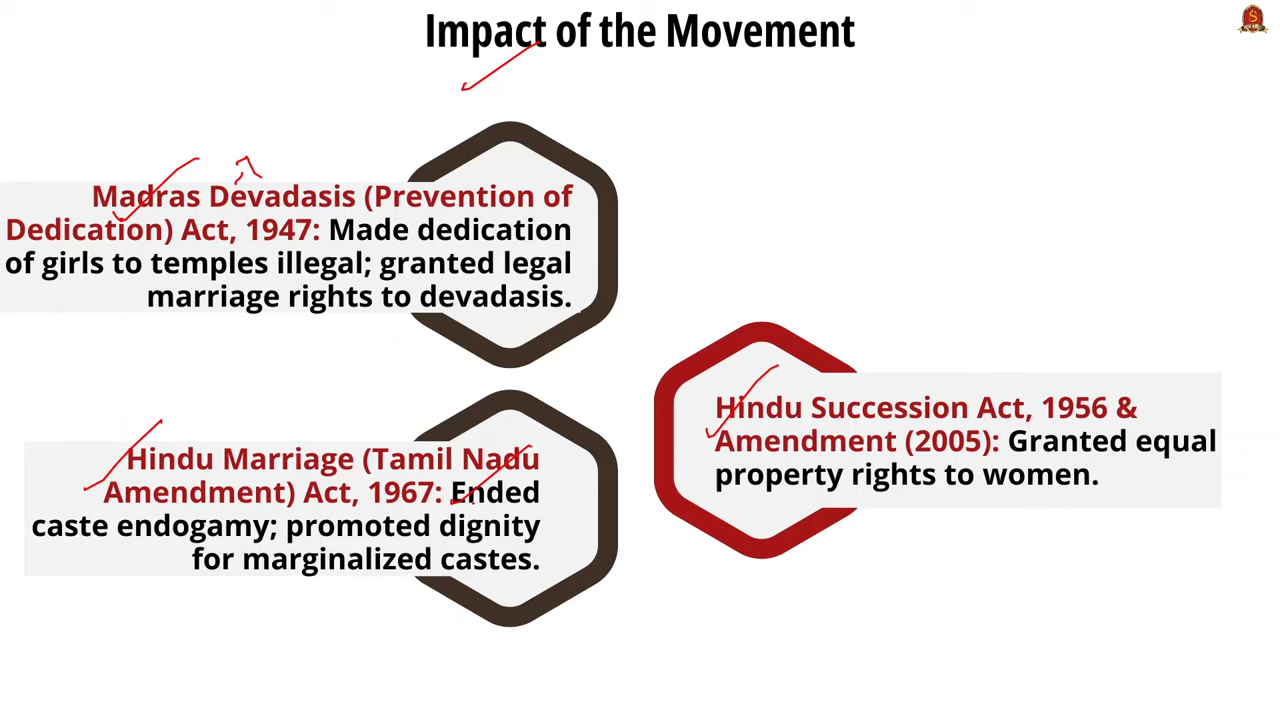 Impact of the Movement
Madras Devadasis (Prevention of
Dedication) Act, 1947: Made dedication
of girls to temples illegal; granted legal
marriage rights to devadasis.
Hindu Marriage (Tamil Nadu
Amendment) Act, 1967: Ended
caste endogamy; promoted dignity
for marginalized castes.
Hindu Succession Act, 1956 &
Amendment (2005): Granted equal
property rights to women.